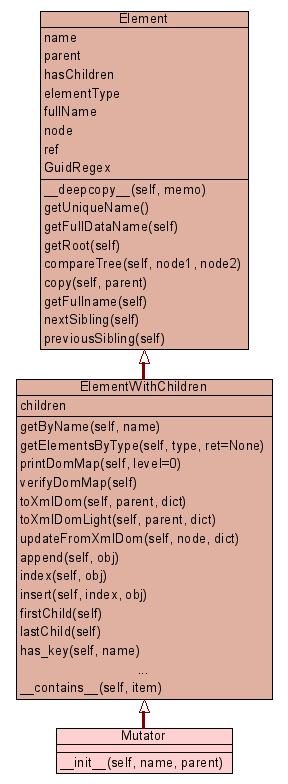 Element
name
parent
hasChildren
elementType
fullName
node
ref
GuidRegex
__deepcopy__(self, memo)
getUniqueName()
getFullDataName(self)
getRoot(self)
compareTree(self, node1, node2)
copy(self, parent)
getFullname(self)
nextSibling(self)
previousSibling(self)
ElementWithChildren
children
getByName(self, name)
getElementsByType(self, type, ret=None)
printDomMap(self, level=0)
verifyDomMap(self)
toXmlDom(self, parent, dict)
toXmlDomLight(self, parent, dict)
updateFromXmlDom(self, node, dict)
append(self, obj)
index(self, obj)
insert(self, index, obj)
firstChild(self)
lastChild(self)
has_key(self, name)
...
__contains__(self, item)
Mutator
__init__(self, name, parent)